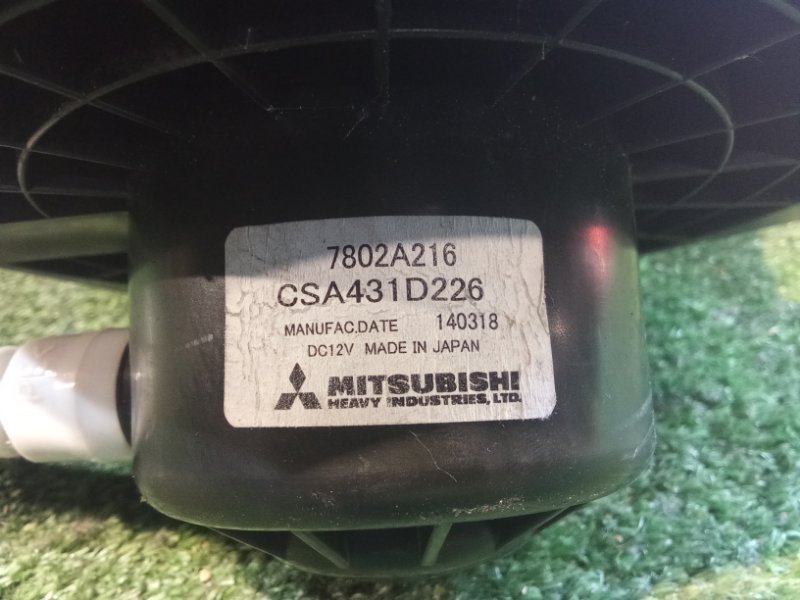 7802A216
CSA431D226
MANUFAC.DATE 140318
DC12V MADE IN JAPAN
MITSUBISHI
HEAVY INDUSTRIES, LTD.